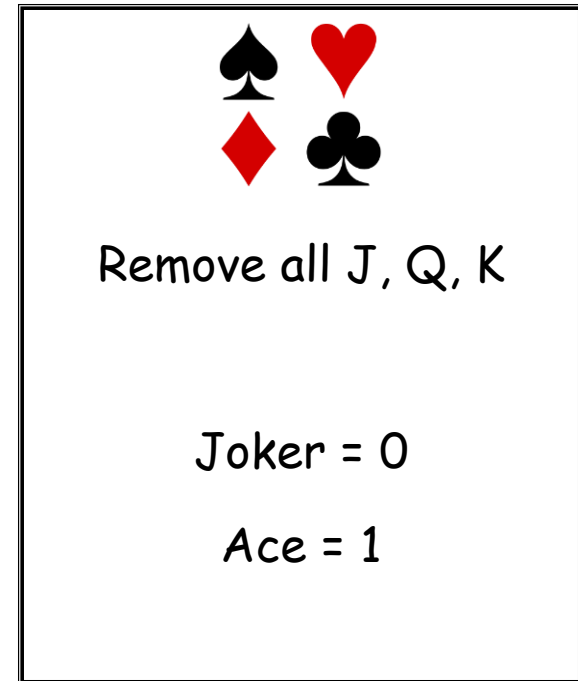 Remove all J, Q, K
Joker = 0
Ace = 1